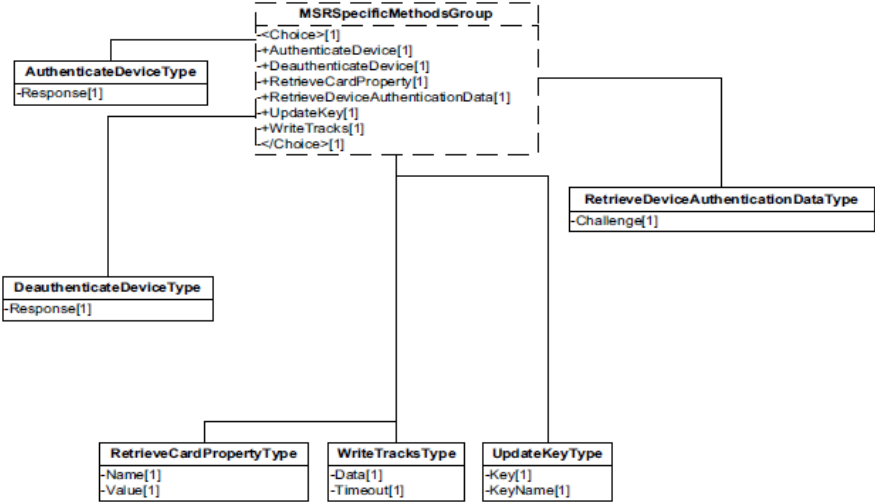 MSRSpecificMethodsGroup
-<Choice>[1]
-+AuthenticateDevice[1]
-+DeauthenticateDevice[1]
-+RetrieveCardProperty[1]
-+RetrieveDeviceAuthenticationData[1]
-+UpdateKey[1]
-+WriteTracks[1]
-</Choice>[1]
AuthenticateDeviceType
-Response[1]
RetrieveDeviceAuthenticationDataType
-Challenge[1]
DeauthenticateDeviceType
-Response[1]
RetrieveCardPropertyType
-Name[1]
-Value[1]
WriteTracksType
-Data[1]
-Timeout[1]
UpdateKeyType
-Key[1]
-KeyName[1]